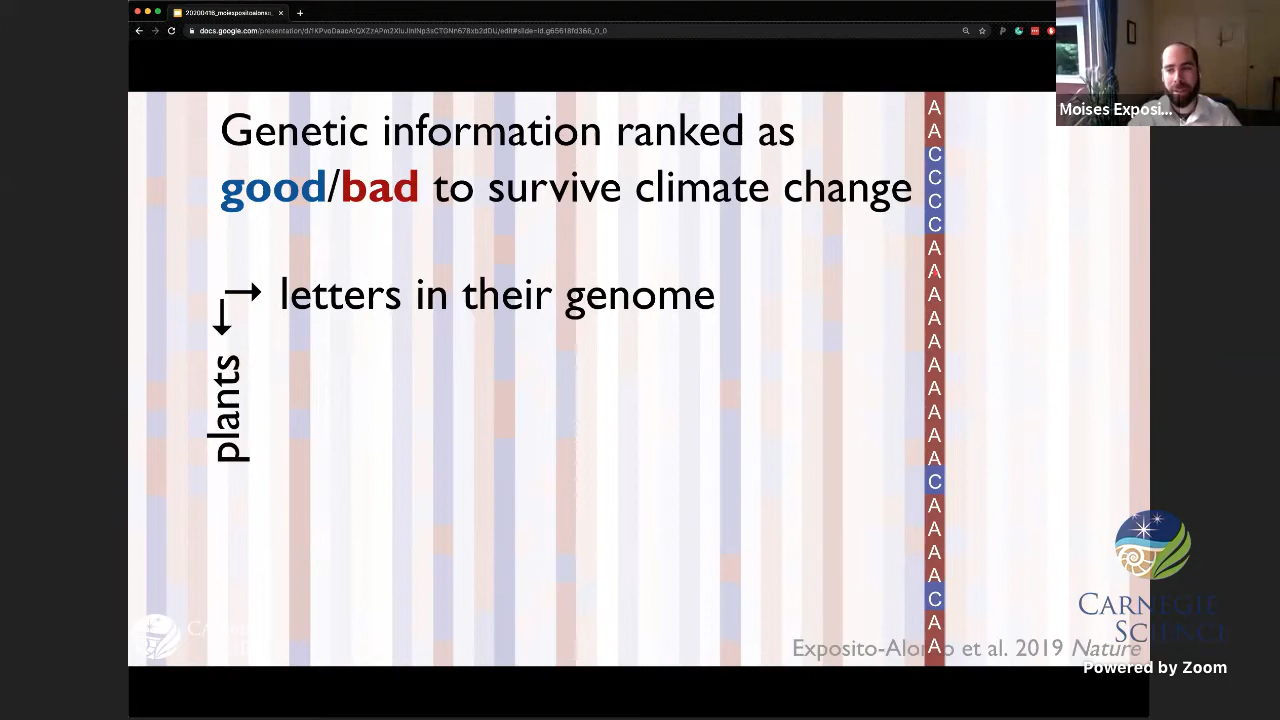 20200416_moiexpositoalonso_
Moises Exposi...
Genetic information ranked as
good/bad to survive climate change
letters in their genome
plants
A
A
C
C
C
C
A
A
A
A
A
A
A
A
A
A
C
A
A
A
A
C
A
A
CARNEGIE
SCIENCE
Exposito-Alonso et al. 2019 Nature
Powered by Zoom